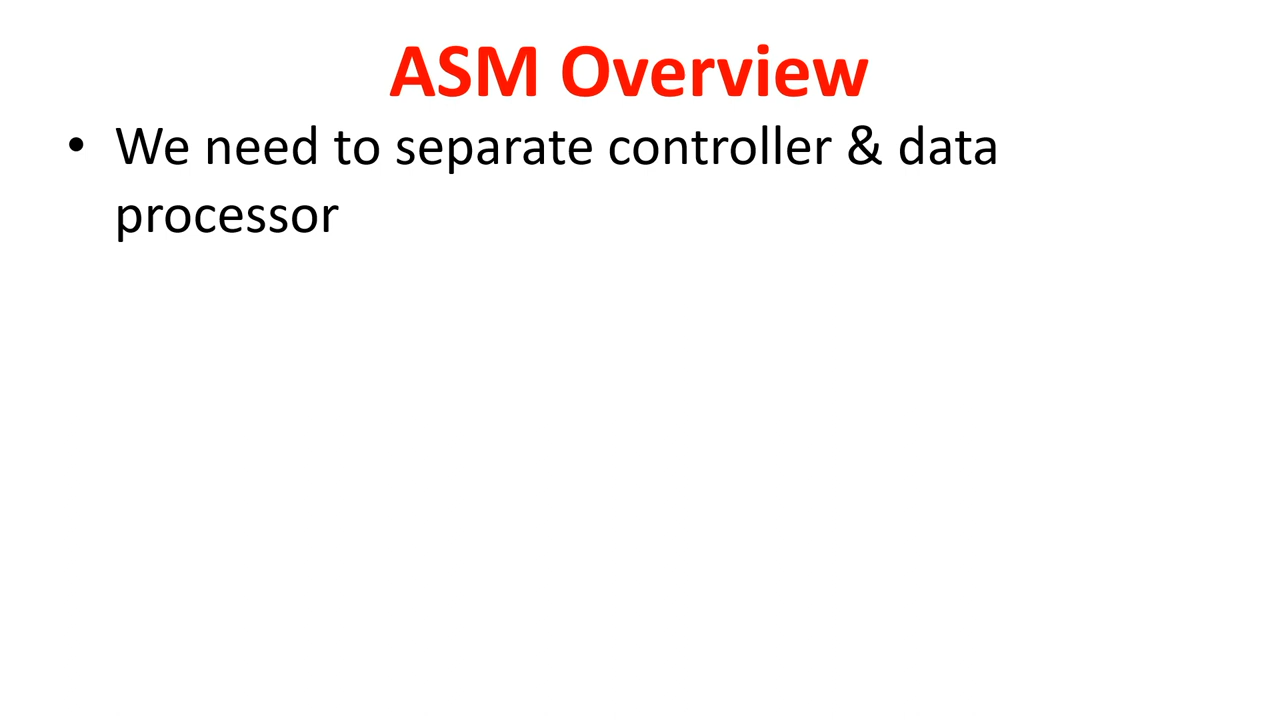 ASM Overview
• We need to separate controller & data
processor